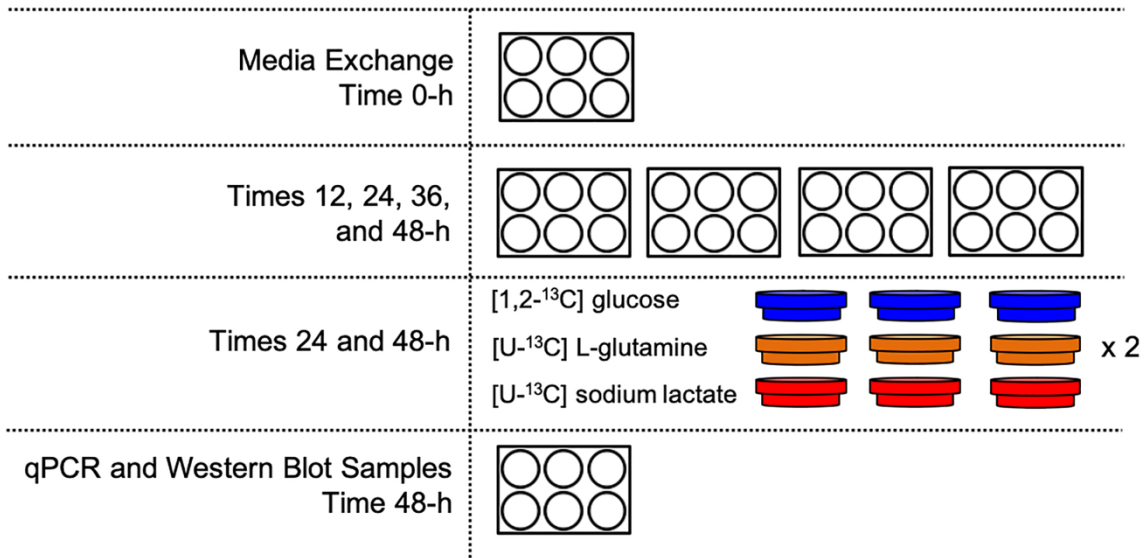 Media Exchange
Time 0-h
Times 12, 24, 36,
and 48-h
Times 24 and 48-h
[1,2-¹³C] glucose
[U-¹³C] L-glutamine
x 2
[U-¹³C] sodium lactate
qPCR and Western Blot Samples
Time 48-h